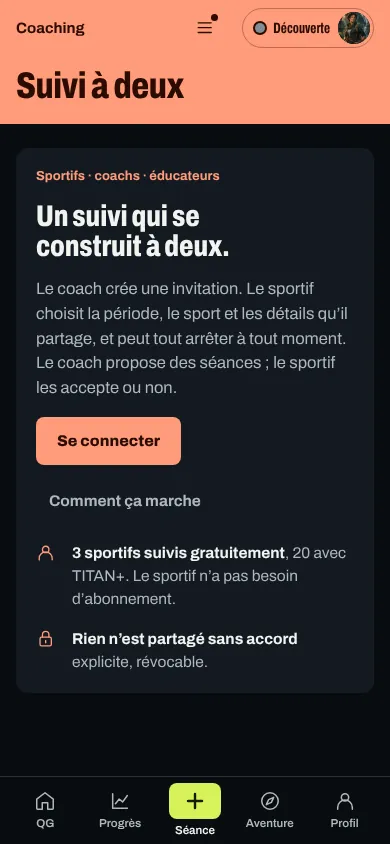 Coaching
Découverte
Suivi à deux
Sportifs · coachs · éducateurs
Un suivi qui se
construit à deux.
Le coach crée une invitation. Le sportif
choisit la période, le sport et les détails qu’il
partage, et peut tout arrêter à tout moment.
Le coach propose des séances ; le sportif
les accepte ou non.
Se connecter
Comment ça marche
3 sportifs suivis gratuitement, 20 avec
TITAN+. Le sportif n’a pas besoin
d’abonnement.
Rien n’est partagé sans accord
explicite, révocable.
QG
Progrès
Séance
Aventure
Profil